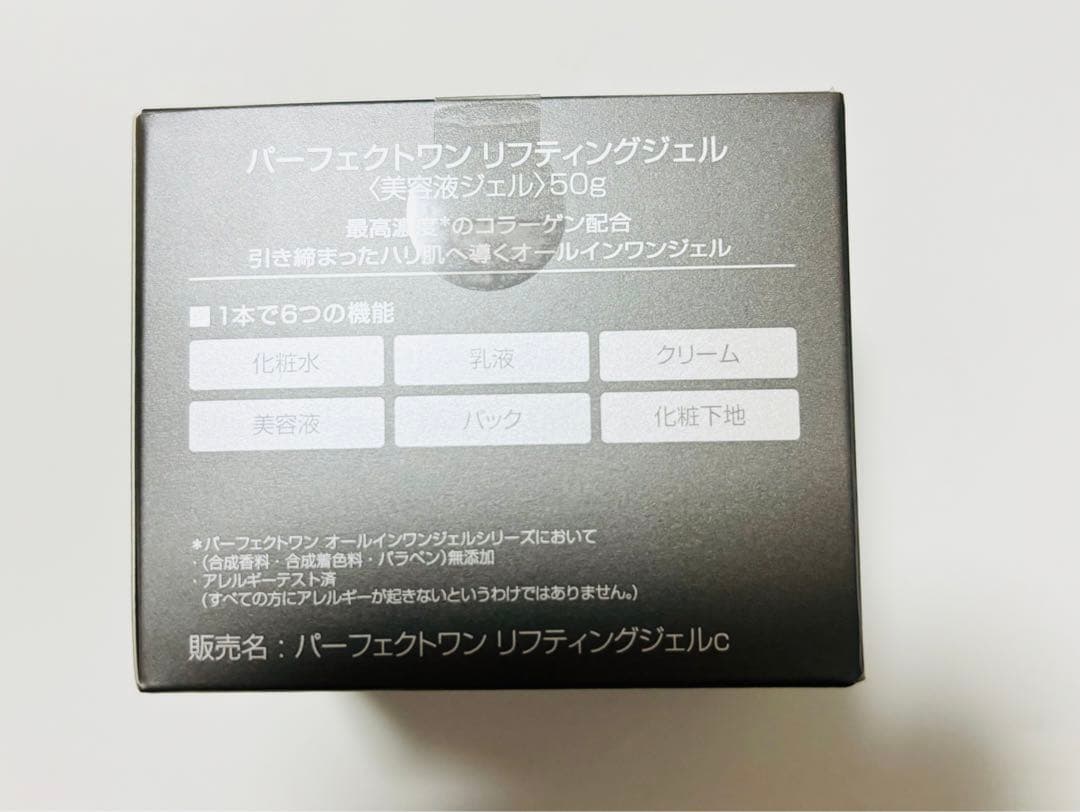 パーフェクトワン リフティングジェル
〈美容液ジェル〉50g
最高濃度*のコラーゲン配合
引き締まったハリ肌へ導くオールインワンジェル
■ 1本で6つの機能
化粧水 乳液 クリーム
美容液 パック 化粧下地
*パーフェクトワン オールインワンジェルシリーズにおいて
・(合成香料・合成着色料・パラベン)無添加
・アレルギーテスト済
(すべての方にアレルギーが起きないというわけではありません。)
販売名：パーフェクトワン リフティングジェルc